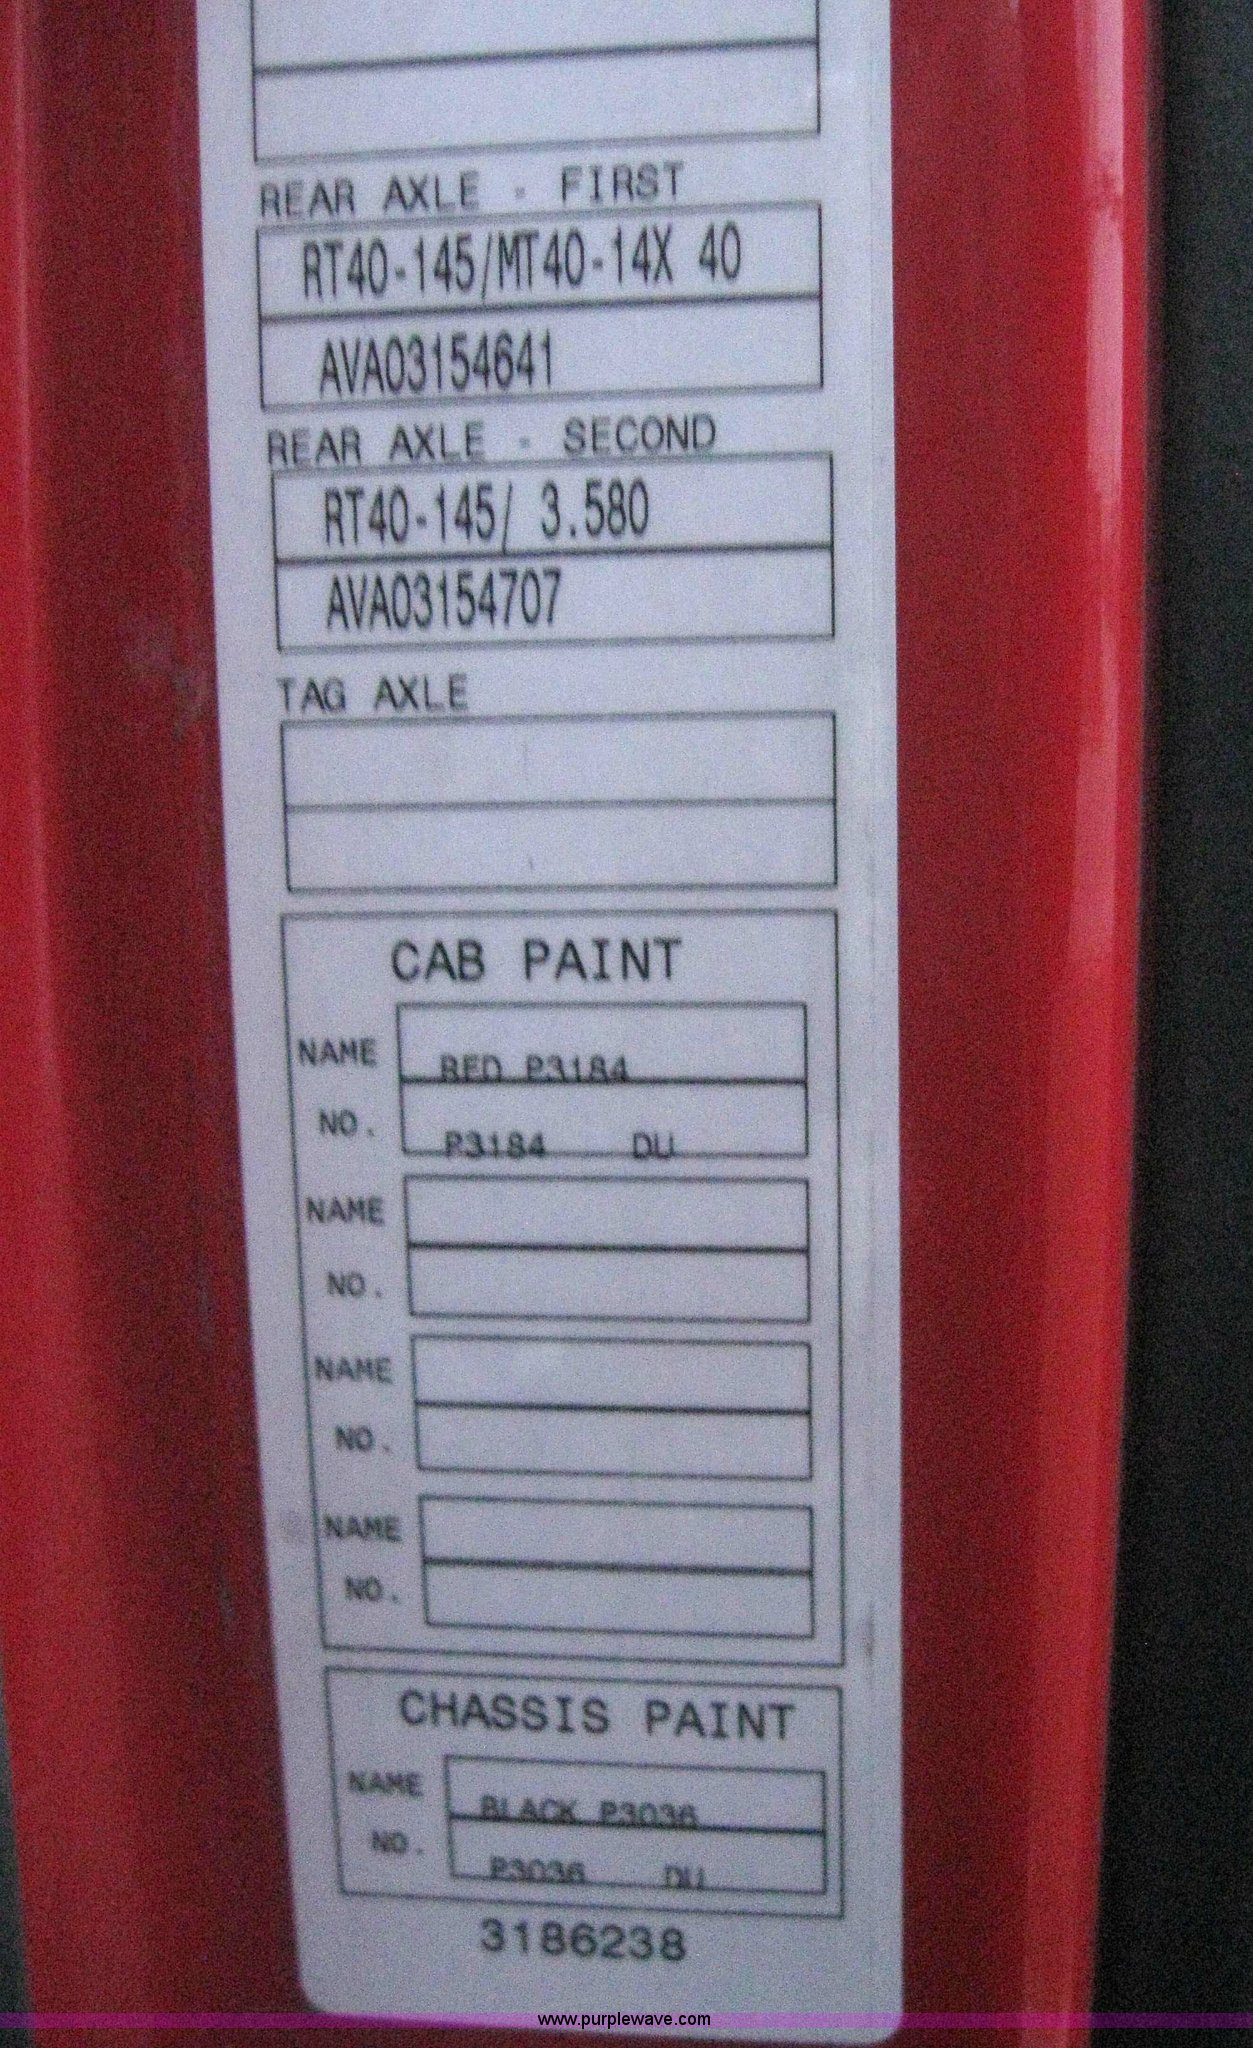 REAR AXLE - FIRST
RT40-145/MT40-14X 40
AVA03154641
REAR AXLE - SECOND
RT40-145/ 3.580
AVA03154707
TAG AXLE
CAB PAINT
NAME RED P3184
NO. P3184 DU
NAME
NO.
NAME
NO.
NAME
NO.
CHASSIS PAINT
NAME BLACK P3036
NO. P3036 DU
3186238
www.purplewave.com